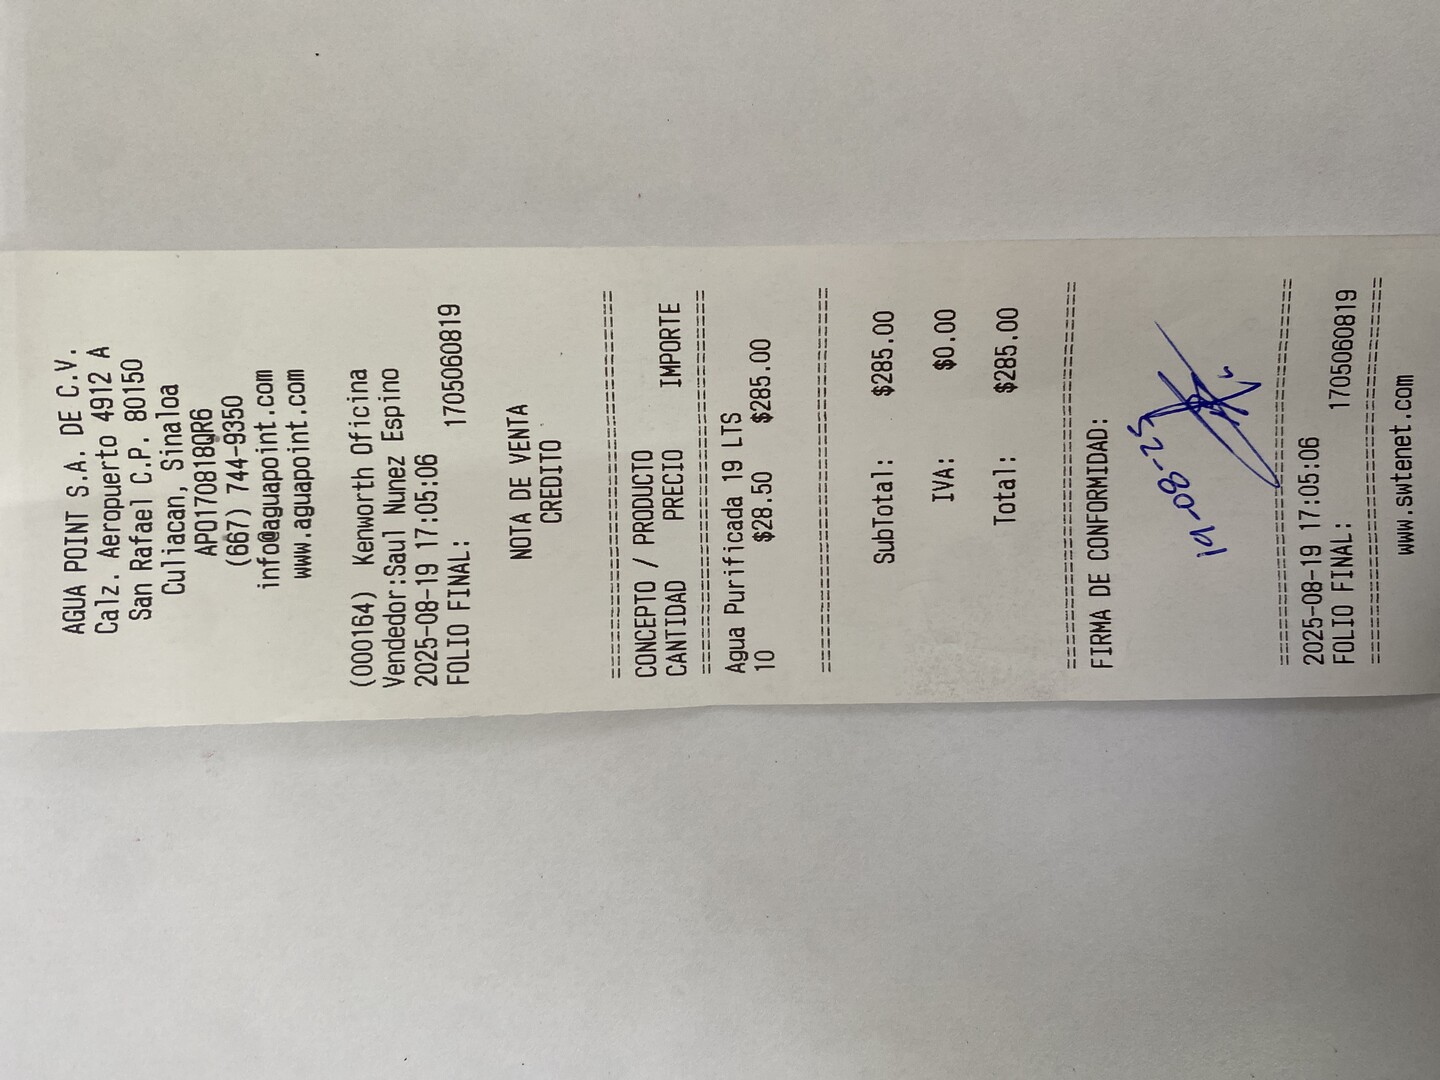 AGUA POINT S.A. DE C.V.
Calz. Aeropuerto 4912 A
San Rafael C.P. 80150
Culiacan, Sinaloa
APO170818QR6
(667) 744-9350
info@aguapoint.com
www.aguapoint.com
(000164) Kenworth Oficina
Vendedor:Saul Nunez Espino
2025-08-19 17:05:06
FOLIO FINAL: 1705060819
NOTA DE VENTA
CREDITO
==============================
CONCEPTO / PRODUCTO
CANTIDAD PRECIO IMPORTE
==============================
Agua Purificada 19 LTS
10 $28.50 $285.00
==============================
SubTotal: $285.00
IVA: $0.00
Total: $285.00
==============================
FIRMA DE CONFORMIDAD:
19-08-25
==============================
2025-08-19 17:05:06
FOLIO FINAL: 1705060819
==============================
www.swtenet.com